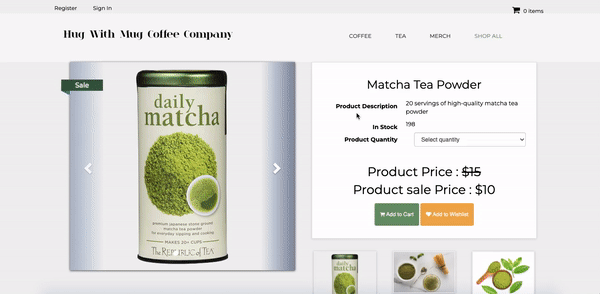 Register
Sign In
0 items
Hug With Mug Coffee Company
COFFEE
TEA
MERCH
SHOP ALL
Sale
daily
matcha
premium japanese stone ground
matcha tea powder
for everyday sipping and cooking
MAKES 20+ CUPS
The REPUBLIC of TEA
Matcha Tea Powder
Product Description
20 servings of high-quality matcha tea
powder
In Stock
198
Product Quantity
Select quantity
Product Price : $15
Product sale Price : $10
Add to Cart
Add to Wishlist